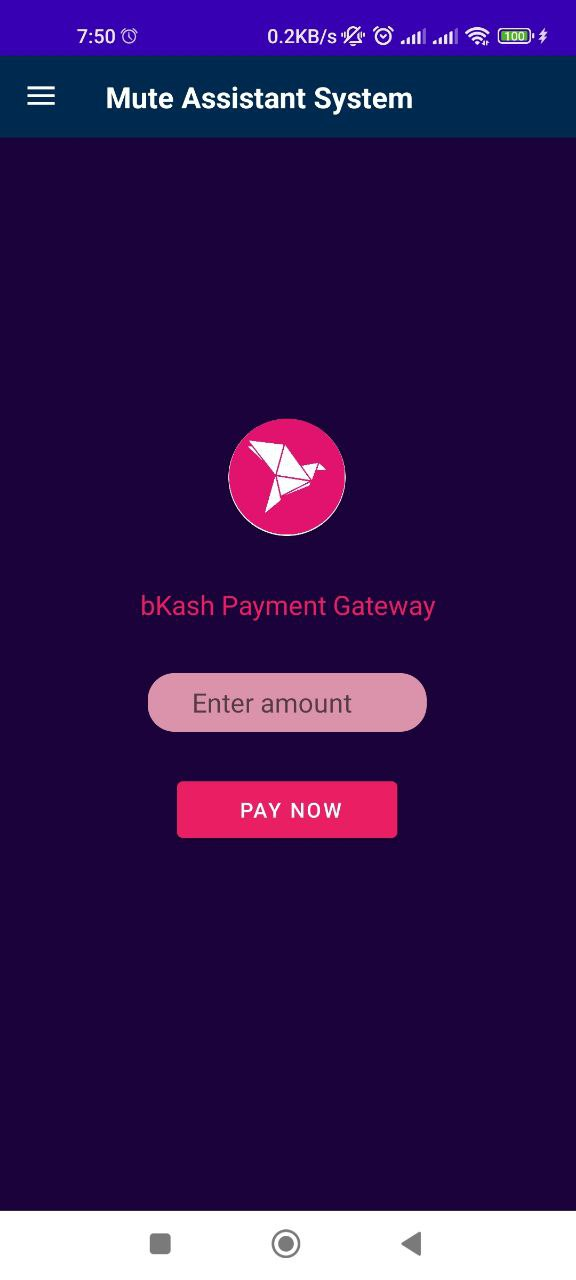 7:50 0.2KB/s 100
Mute Assistant System
bKash Payment Gateway
Enter amount
PAY NOW